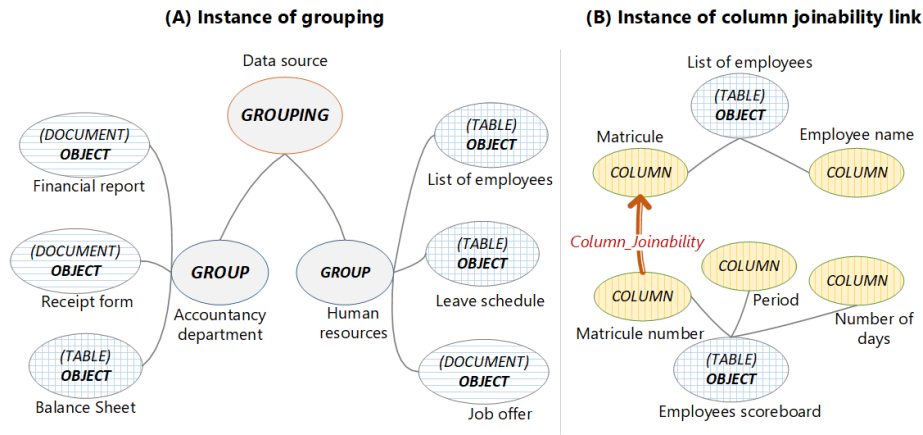 (A) Instance of grouping
Data source
GROUPING
(DOCUMENT)
OBJECT
Financial report
(DOCUMENT)
OBJECT
Receipt form
(TABLE)
OBJECT
Balance Sheet
GROUP
Accountancy
department
GROUP
Human
resources
(TABLE)
OBJECT
List of employees
(TABLE)
OBJECT
Leave schedule
(DOCUMENT)
OBJECT
Job offer
(B) Instance of column joinability link
List of employees
(TABLE)
OBJECT
Matricule
COLUMN
Employee name
COLUMN
Column_Joinability
COLUMN
Matricule number
COLUMN
Period
COLUMN
Number of
days
(TABLE)
OBJECT
Employees scoreboard